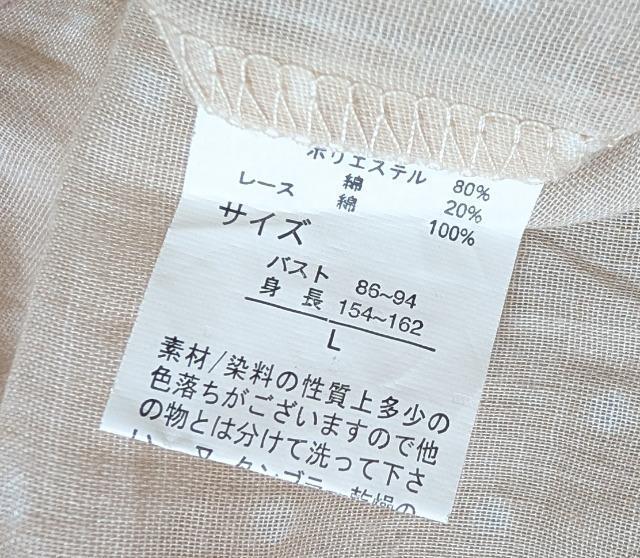 ポリエステル 80%
綿 20%
レース 綿 100%
サイズ
バスト 86~94
身長 154~162
L
素材/染料の性質上多少の
色落ちがございますので他
の物とは分けて洗って下さ
乾燥の